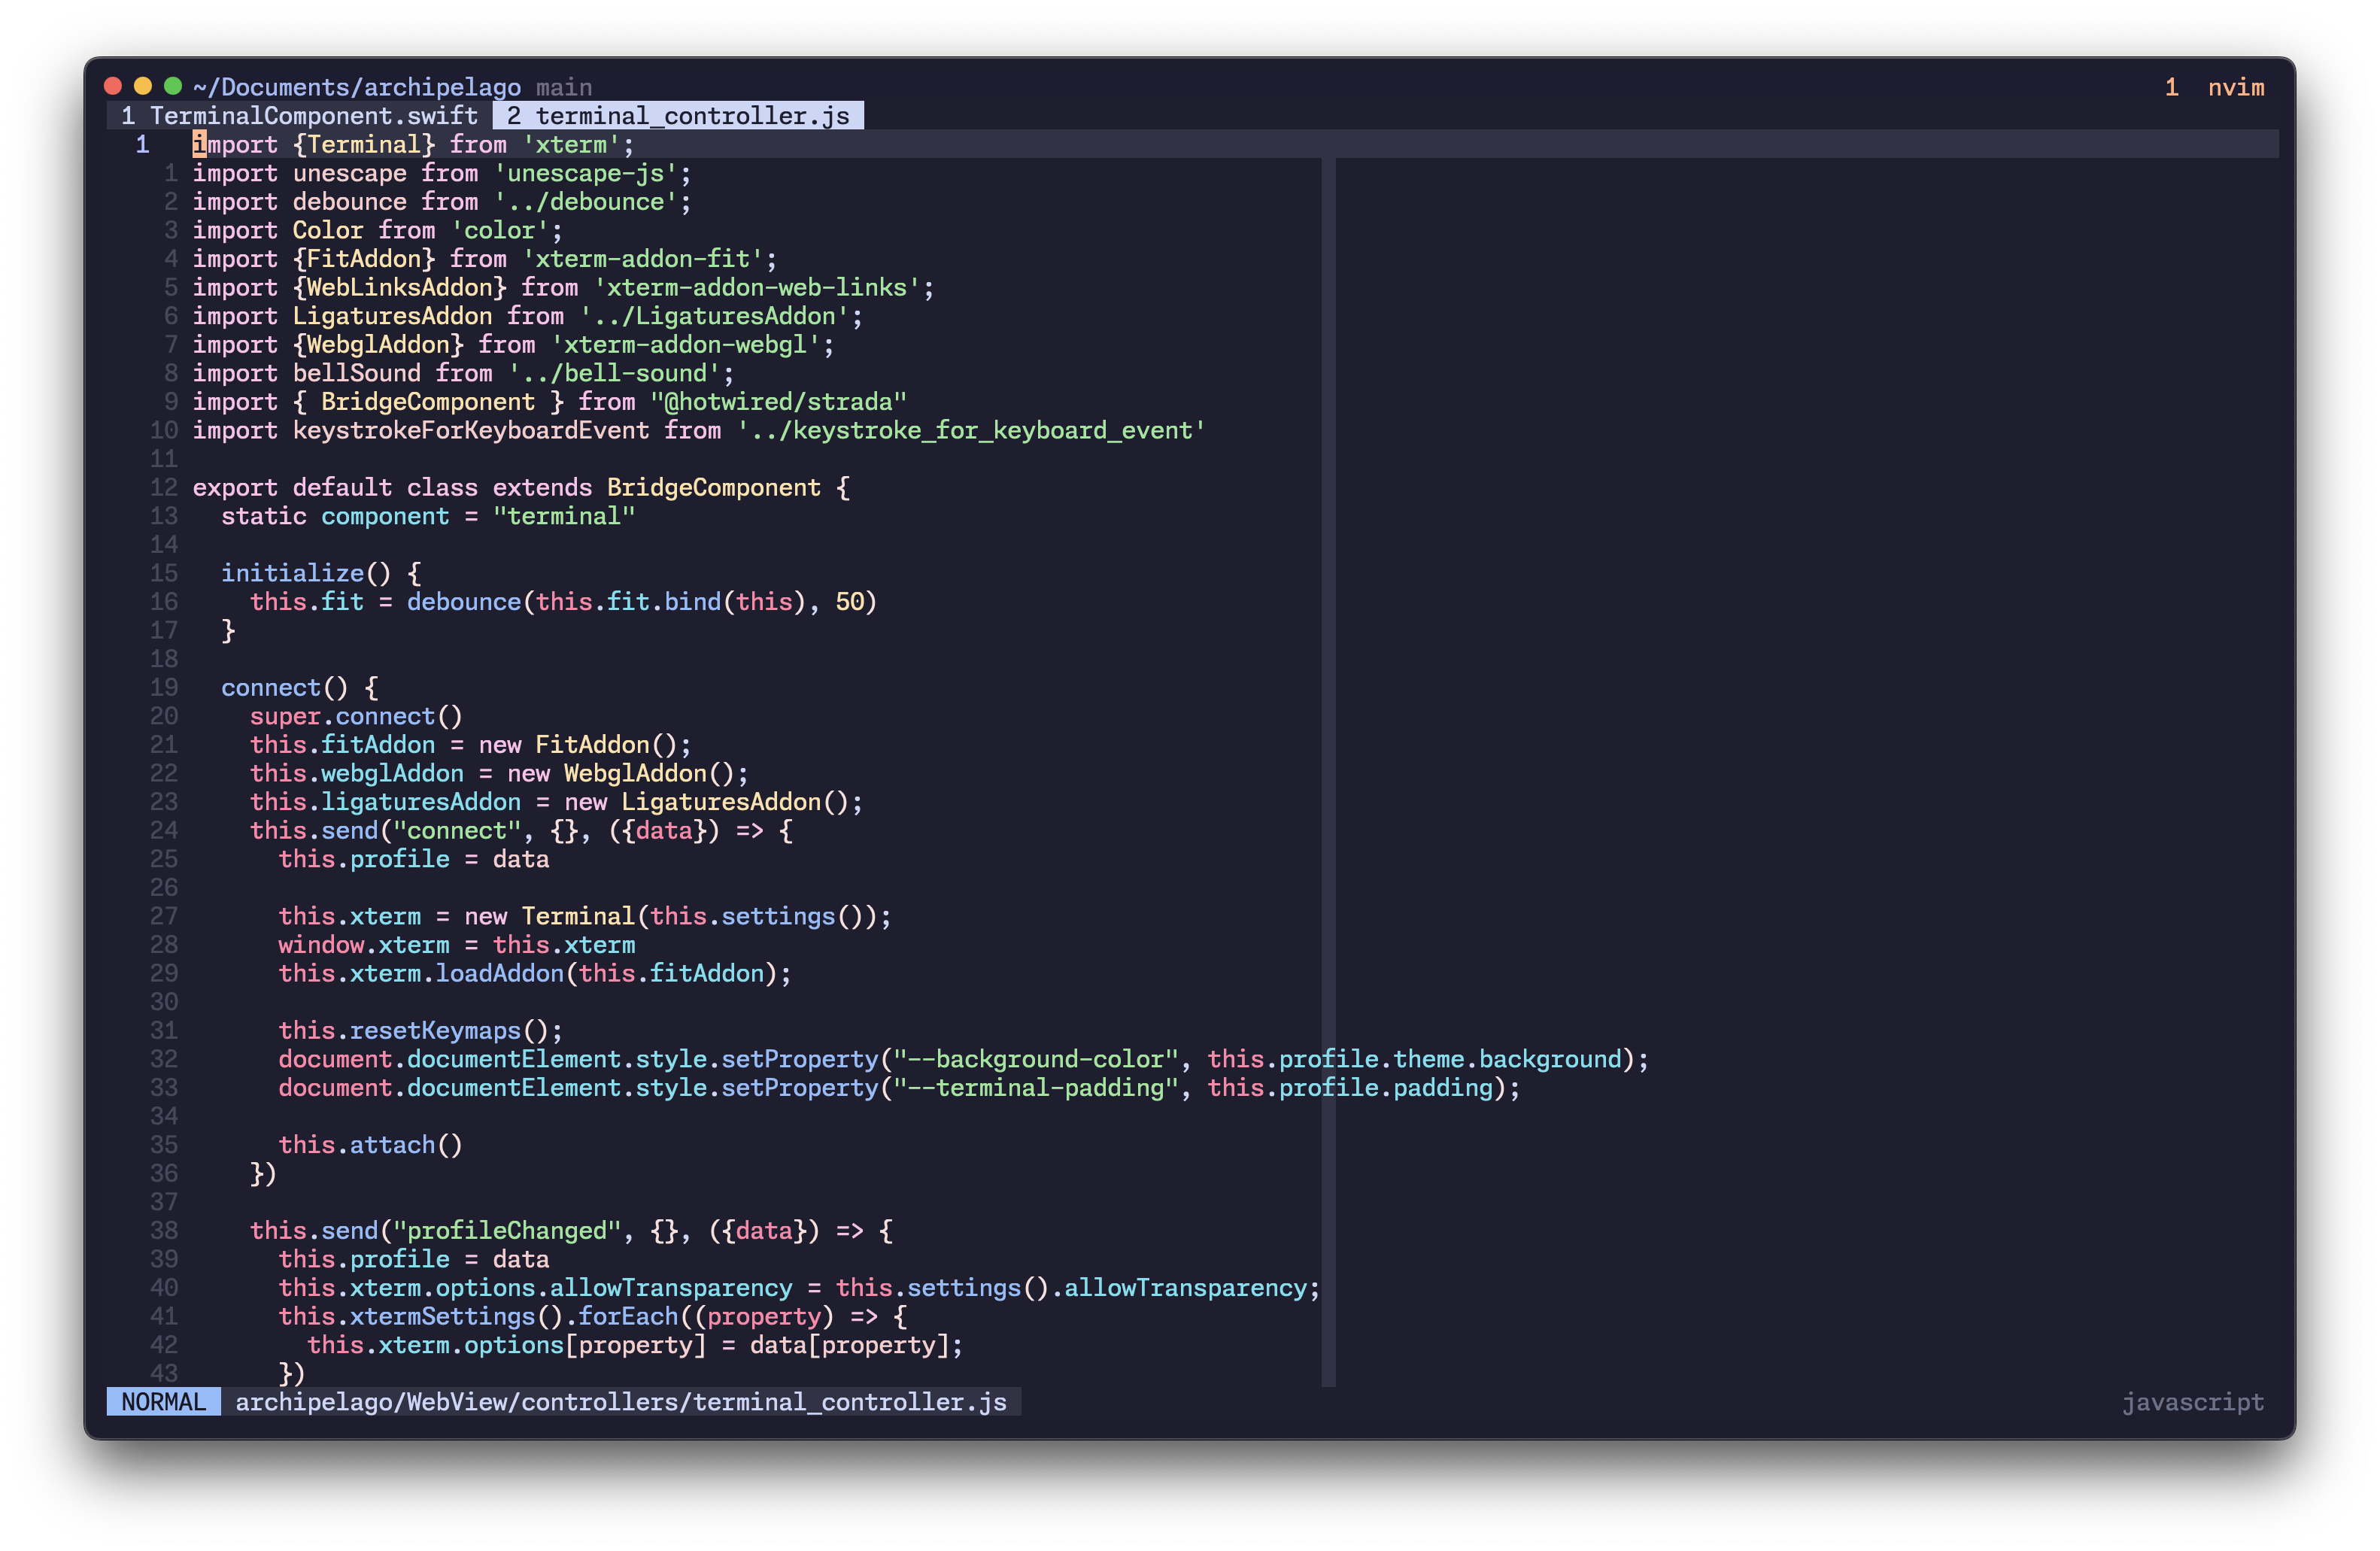 ~/Documents/archipelago main 1 nvim
1 TerminalComponent.swift 2 terminal_controller.js
1 import {Terminal} from 'xterm';
1 import unescape from 'unescape-js';
2 import debounce from '../debounce';
3 import Color from 'color';
4 import {FitAddon} from 'xterm-addon-fit';
5 import {WebLinksAddon} from 'xterm-addon-web-links';
6 import LigaturesAddon from '../LigaturesAddon';
7 import {WebglAddon} from 'xterm-addon-webgl';
8 import bellSound from '../bell-sound';
9 import { BridgeComponent } from "@hotwired/strada"
10 import keystrokeForKeyboardEvent from '../keystroke_for_keyboard_event'
11
12 export default class extends BridgeComponent {
13   static component = "terminal"
14
15   initialize() {
16     this.fit = debounce(this.fit.bind(this), 50)
17   }
18
19   connect() {
20     super.connect()
21     this.fitAddon = new FitAddon();
22     this.webglAddon = new WebglAddon();
23     this.ligaturesAddon = new LigaturesAddon();
24     this.send("connect", {}, ({data}) => {
25       this.profile = data
26
27       this.xterm = new Terminal(this.settings());
28       window.xterm = this.xterm
29       this.xterm.loadAddon(this.fitAddon);
30
31       this.resetKeymaps();
32       document.documentElement.style.setProperty("--background-color", this.profile.theme.background);
33       document.documentElement.style.setProperty("--terminal-padding", this.profile.padding);
34
35       this.attach()
36     })
37
38     this.send("profileChanged", {}, ({data}) => {
39       this.profile = data
40       this.xterm.options.allowTransparency = this.settings().allowTransparency;
41       this.xtermSettings().forEach((property) => {
42         this.xterm.options[property] = data[property];
43       })
NORMAL archipelago/WebView/controllers/terminal_controller.js javascript